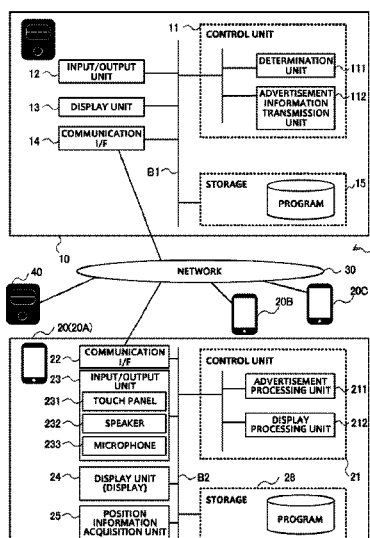 11
CONTROL UNIT
INPUT/OUTPUT
UNIT
12
DETERMINATION
UNIT
111
DISPLAY UNIT
13
ADVERTISEMENT
INFORMATION
TRANSMISSION
UNIT
112
COMMUNICATION
I/F
14
B1
STORAGE
15
PROGRAM
10
40
NETWORK
30
20B
20C
20(20A)
22
COMMUNICATION
I/F
23
INPUT/OUTPUT
UNIT
231
TOUCH PANEL
232
SPEAKER
233
MICROPHONE
CONTROL UNIT
ADVERTISEMENT
PROCESSING UNIT
211
DISPLAY
PROCESSING UNIT
212
24
DISPLAY UNIT
(DISPLAY)
B2
28
21
25
POSITION
INFORMATION
ACQUISITION UNIT
STORAGE
PROGRAM